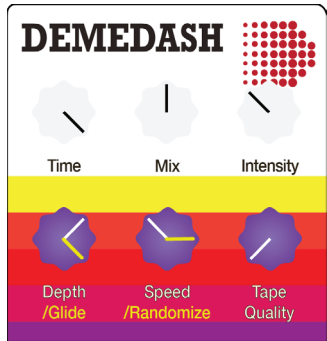 DEMEDASH
Time Mix Intensity
Depth Speed Tape
/Glide /Randomize Quality